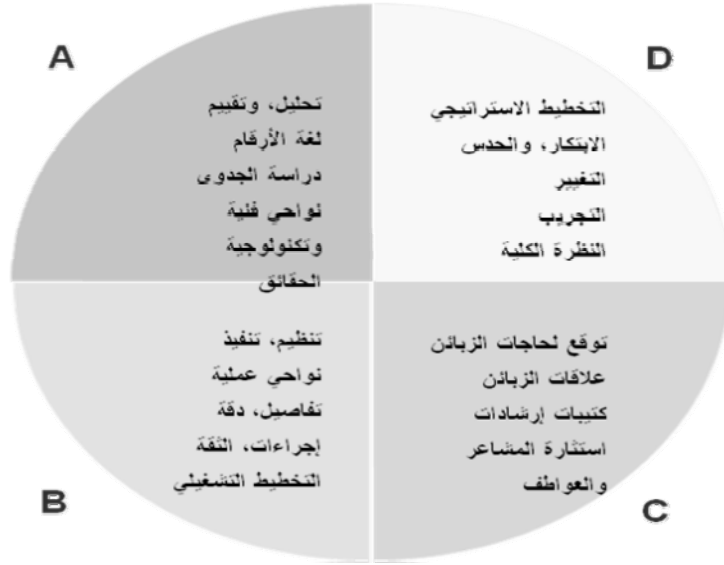 A
تحليل، وتقييم
لغة الأرقام
دراسة الجدوى
نواحي فنية
وتكنولوجية
الحقائق
D
التخطيط الاستراتيجي
الابتكار، والحدس
التغيير
التجريب
النظرة الكلية
B
تنظيم، تنفيذ
نواحي عملية
تفاصيل، دقة
إجراءات، الثقة
التخطيط التشغيلي
C
توقع لحاجات الزبائن
علاقات الزبائن
كتيبات إرشادات
استثارة المشاعر
والعواطف